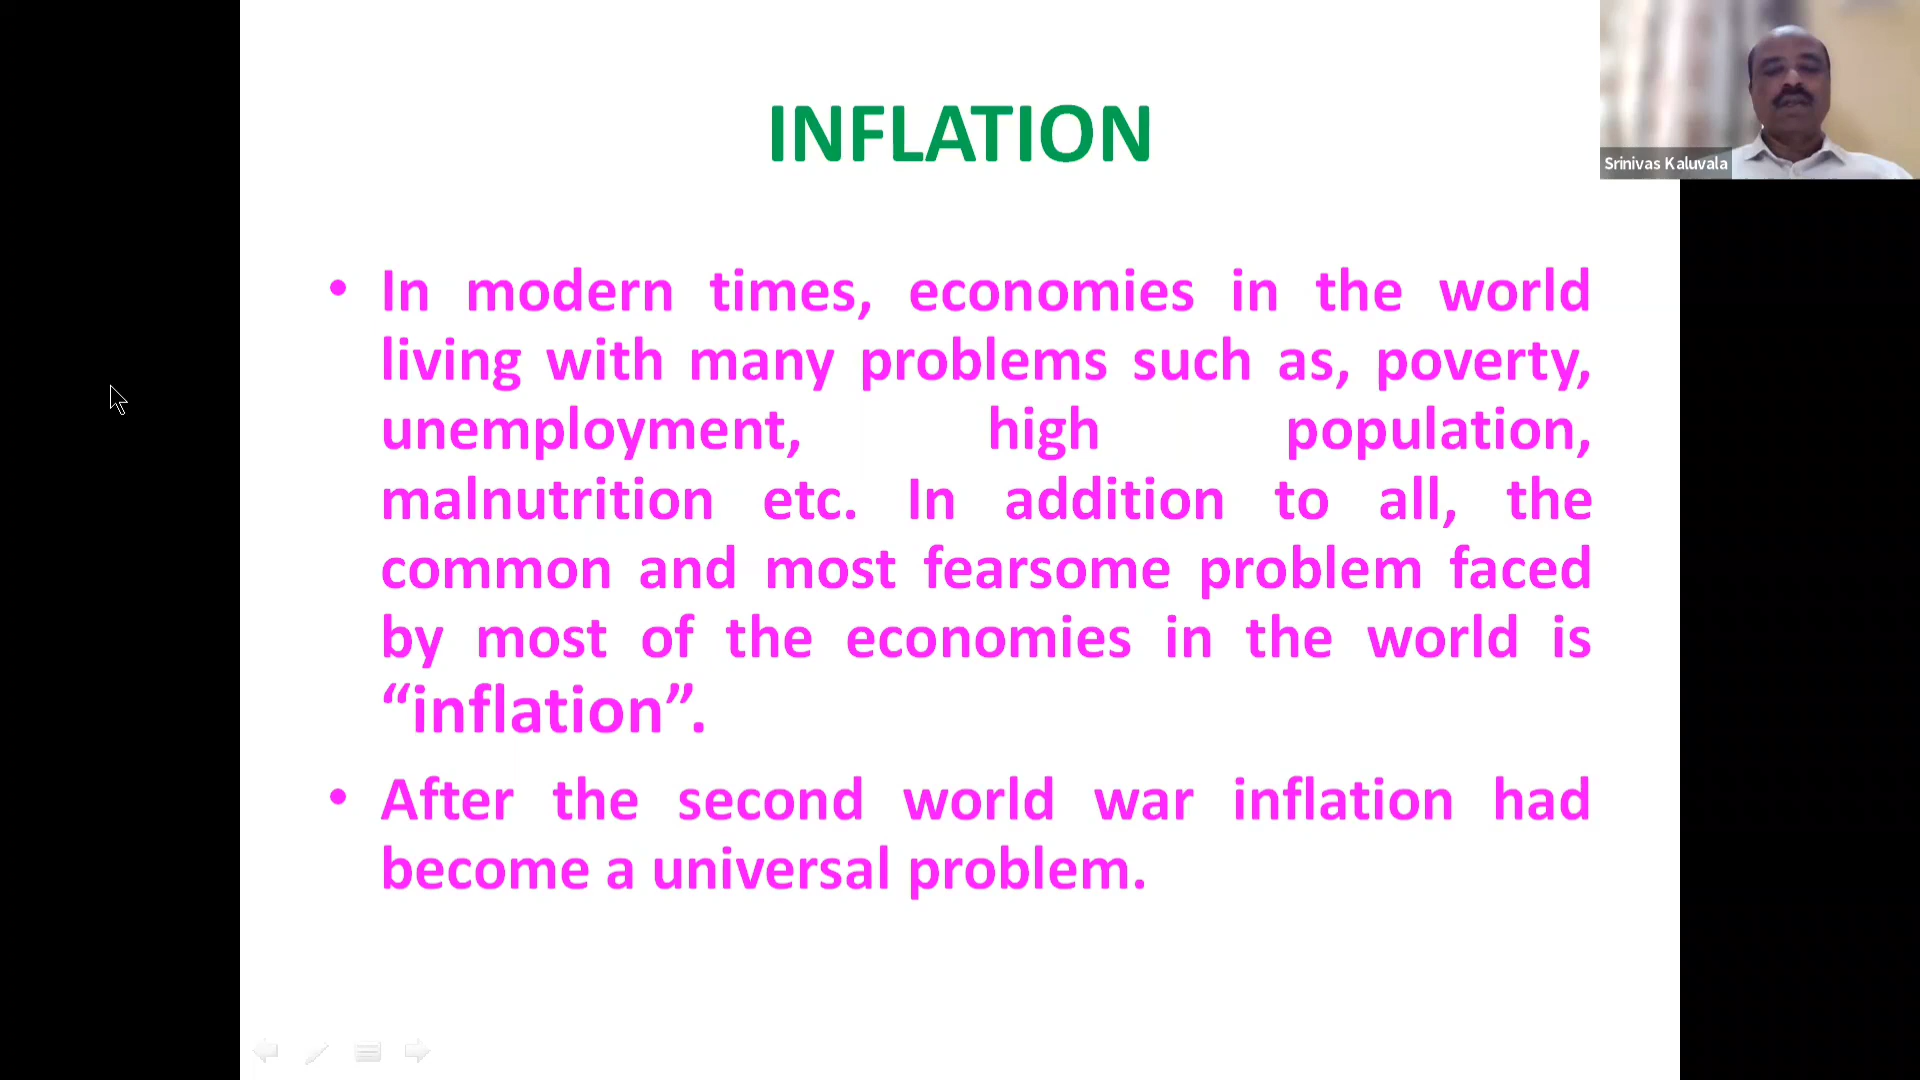 INFLATION
Srinivas Kaluvala
• In modern times, economies in the world
living with many problems such as, poverty,
unemployment, high population,
malnutrition etc. In addition to all, the
common and most fearsome problem faced
by most of the economies in the world is
“inflation”.
• After the second world war inflation had
become a universal problem.